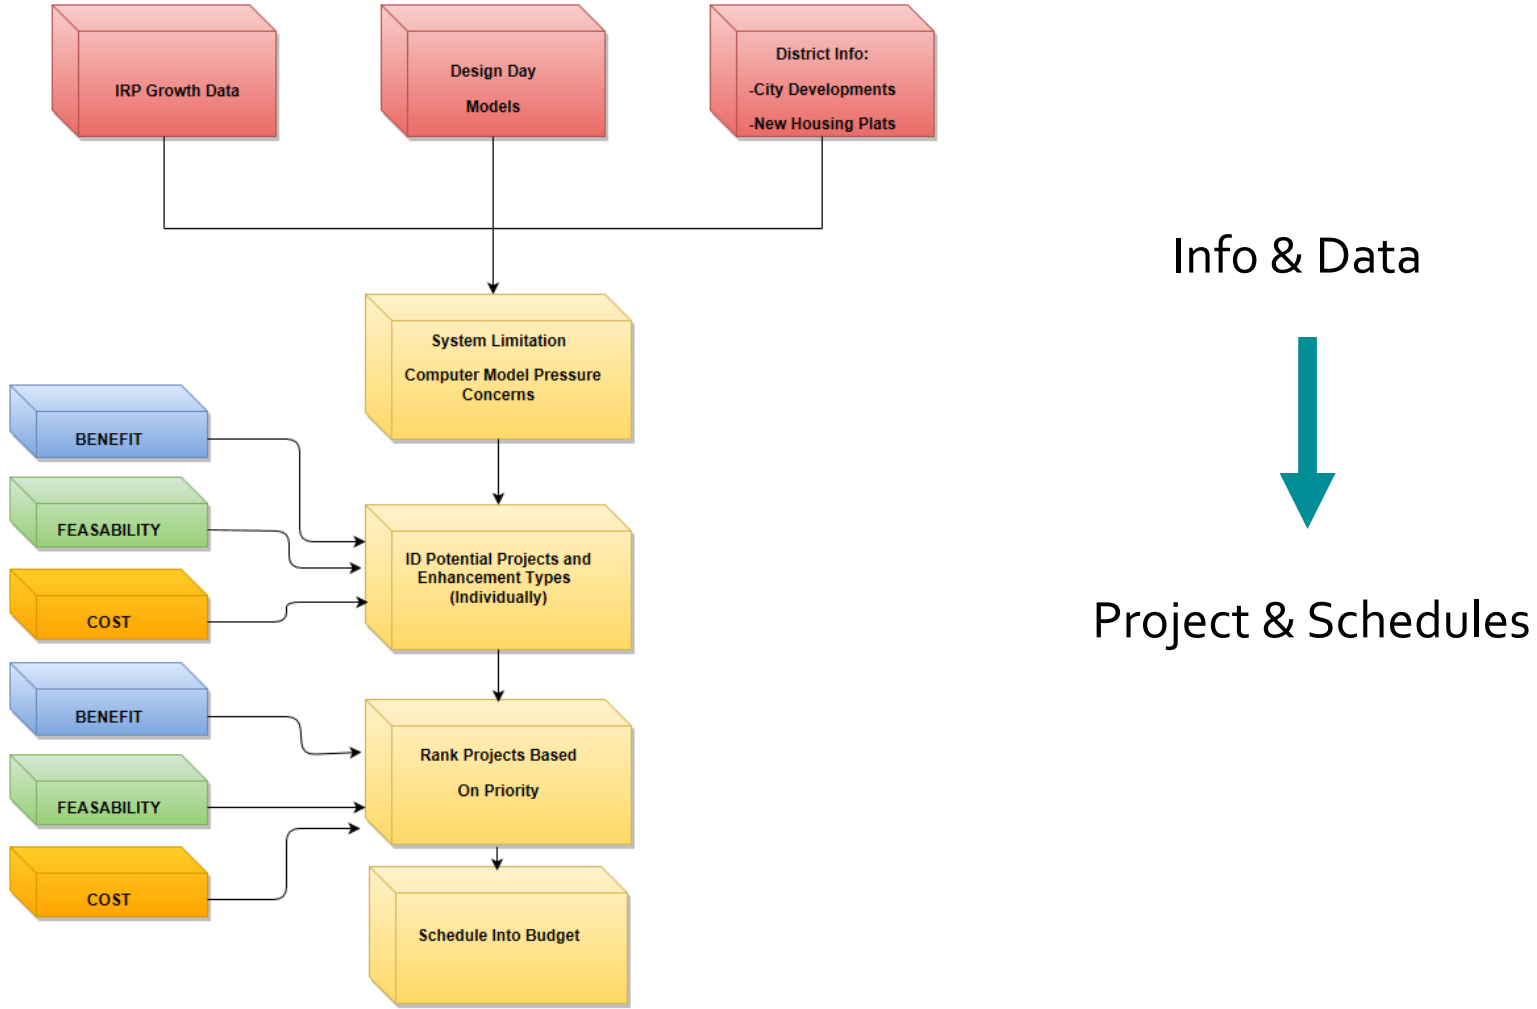 IRP Growth Data
Design Day
Models
District Info:
-City Developments
-New Housing Plats
System Limitation
Computer Model Pressure
Concerns
BENEFIT
FEASABILITY
COST
ID Potential Projects and
Enhancement Types
(Individually)
BENEFIT
FEASABILITY
COST
Rank Projects Based
On Priority
Schedule Into Budget
Info & Data
Project & Schedules